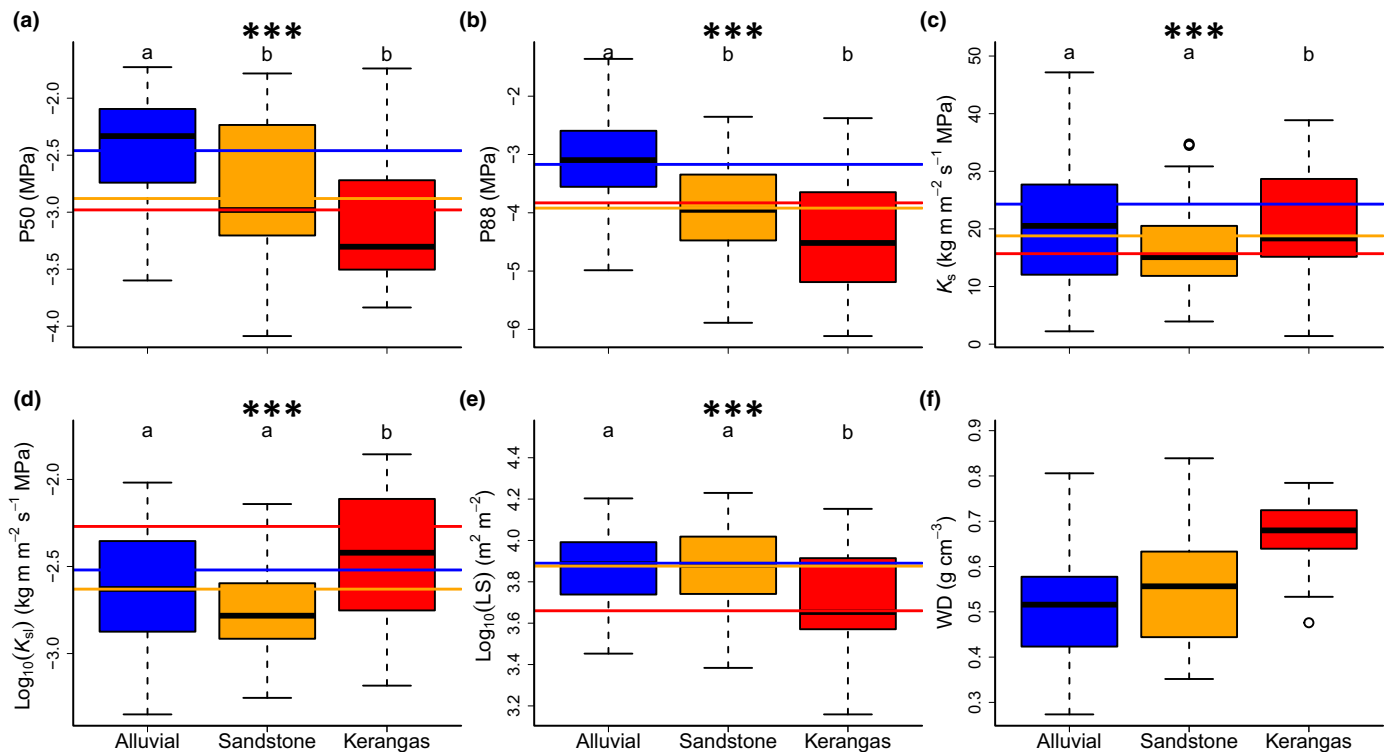 (a)
***
a b b
P50 (MPa)
−2.0
−2.5
−3.0
−3.5
−4.0
(b)
***
a b b
P88 (MPa)
−2
−3
−4
−5
−6
(c)
***
a a b
Ks (kg m m−2 s−1 MPa)
50
40
30
20
10
0
(d)
***
a a b
Log10(Ksl) (kg m m−2 s−1 MPa)
−2.0
−2.5
−3.0
Alluvial Sandstone Kerangas
(e)
***
a a b
Log10(LS) (m2 m−2)
4.4
4.2
4.0
3.8
3.6
3.4
3.2
Alluvial Sandstone Kerangas
(f)
WD (g cm−3)
0.9
0.8
0.7
0.6
0.5
0.4
0.3
Alluvial Sandstone Kerangas